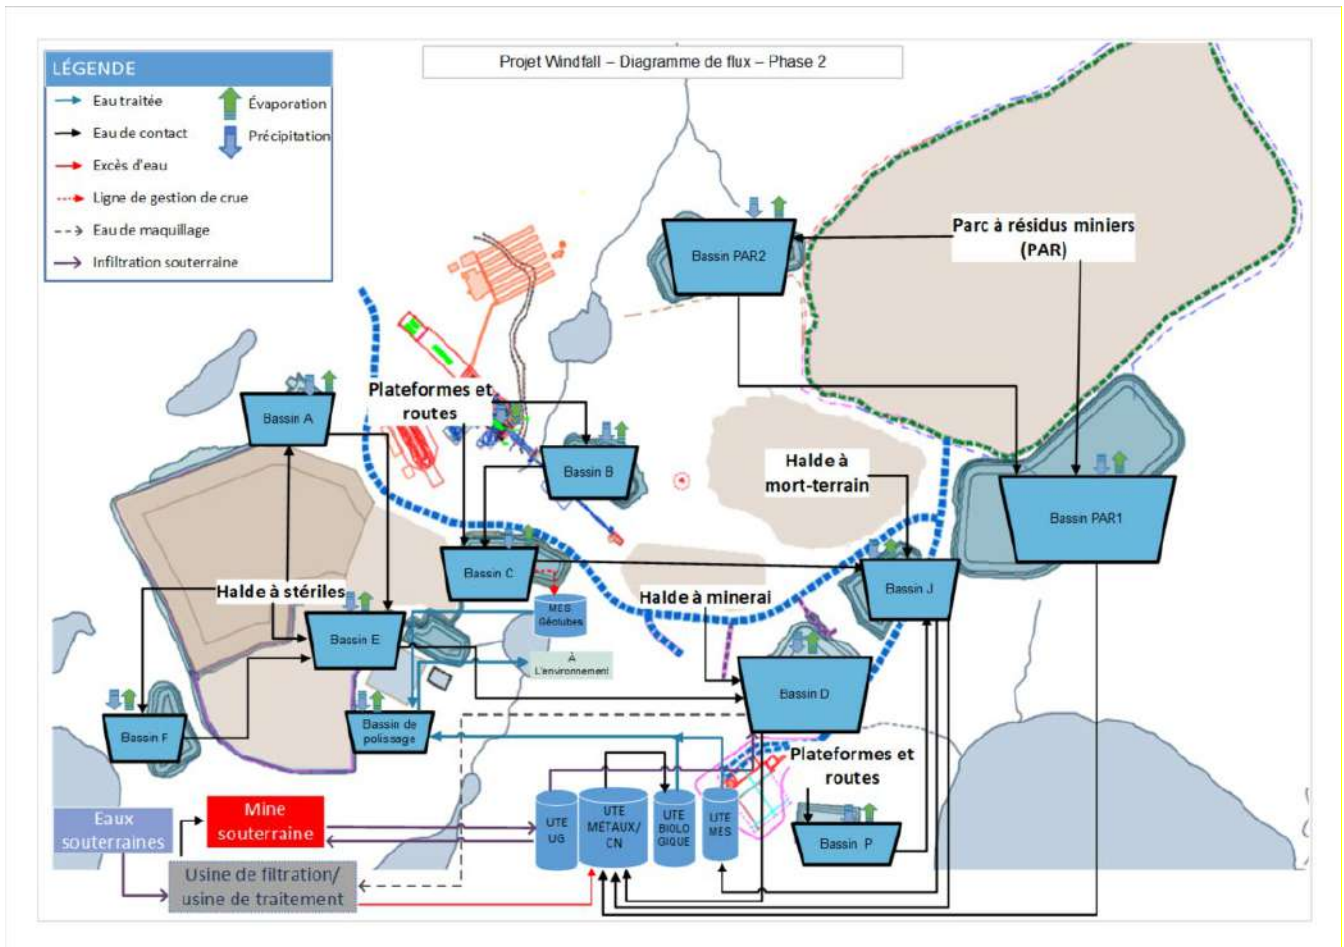 Projet Windfall – Diagramme de flux – Phase 2
LÉGENDE
Eau traitée
Évaporation
Eau de contact
Précipitation
Excès d'eau
Ligne de gestion de crue
Eau de maquillage
Infiltration souterraine
Bassin PAR2
Parc à résidus miniers
(PAR)
Plateformes et
routes
Bassin A
Bassin B
Halde à
mort-terrain
Bassin PAR1
Bassin C
Bassin J
Halde à stériles
MES
Géotubes
Halde à minerai
Bassin E
À
L'environnement
Bassin D
Bassin F
Bassin de
polissage
Plateformes et
routes
Eaux
souterraines
Mine
souterraine
UTE
UG
UTE
MÉTAUX/
CN
UTE
BIOLO
GIQUE
UTE
MES
Bassin P
Usine de filtration/
usine de traitement